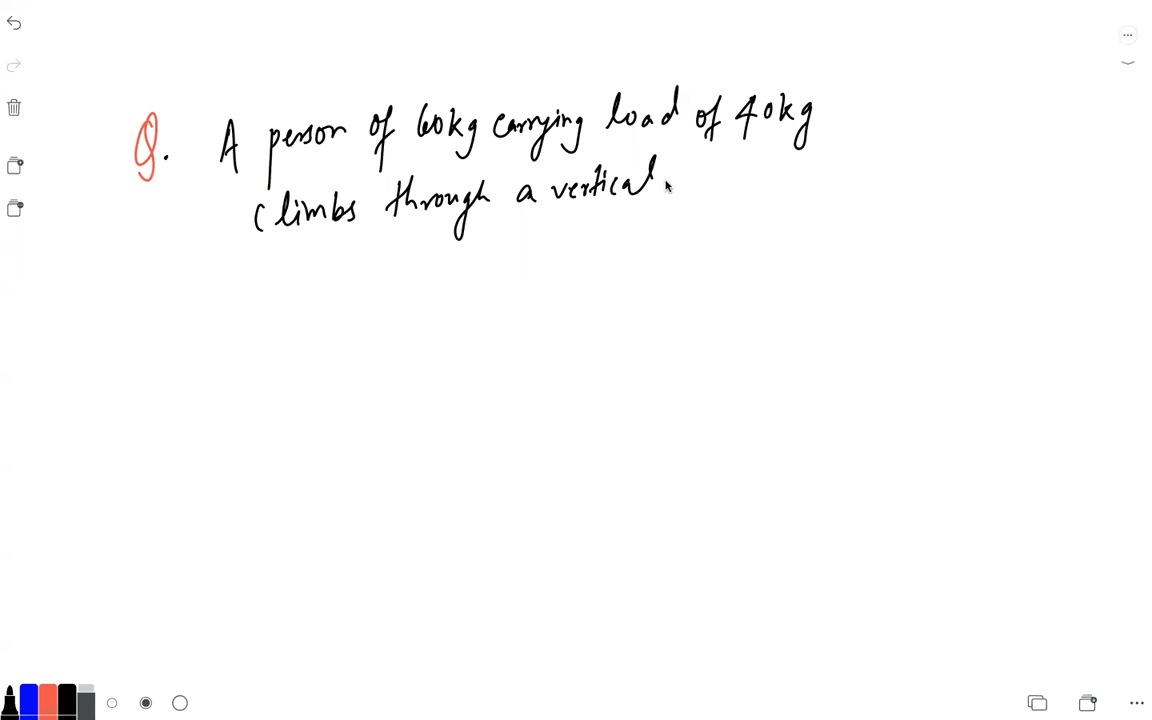 Q. A person of 60kg carrying load of 40kg
climbs through a vertical